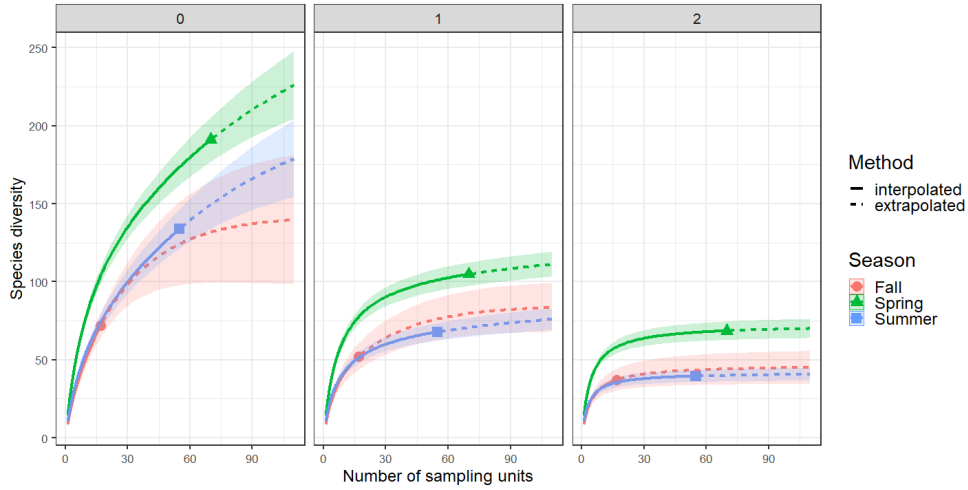 0 1 2
250
200
150
100
50
0
Species diversity
0 30 60 90 0 30 60 90 0 30 60 90
Number of sampling units
Method
interpolated
extrapolated
Season
Fall
Spring
Summer